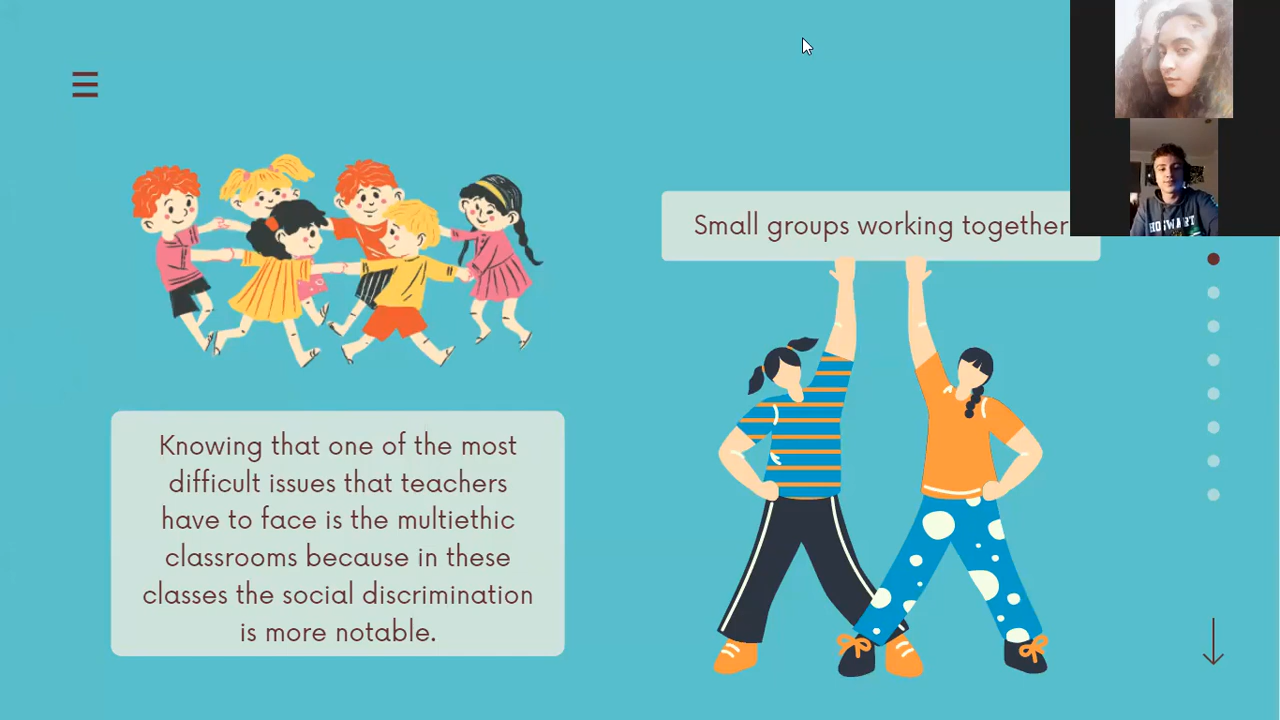 Small groups working together
Knowing that one of the most
difficult issues that teachers
have to face is the multiethic
classrooms because in these
classes the social discrimination
is more notable.
HOGWART